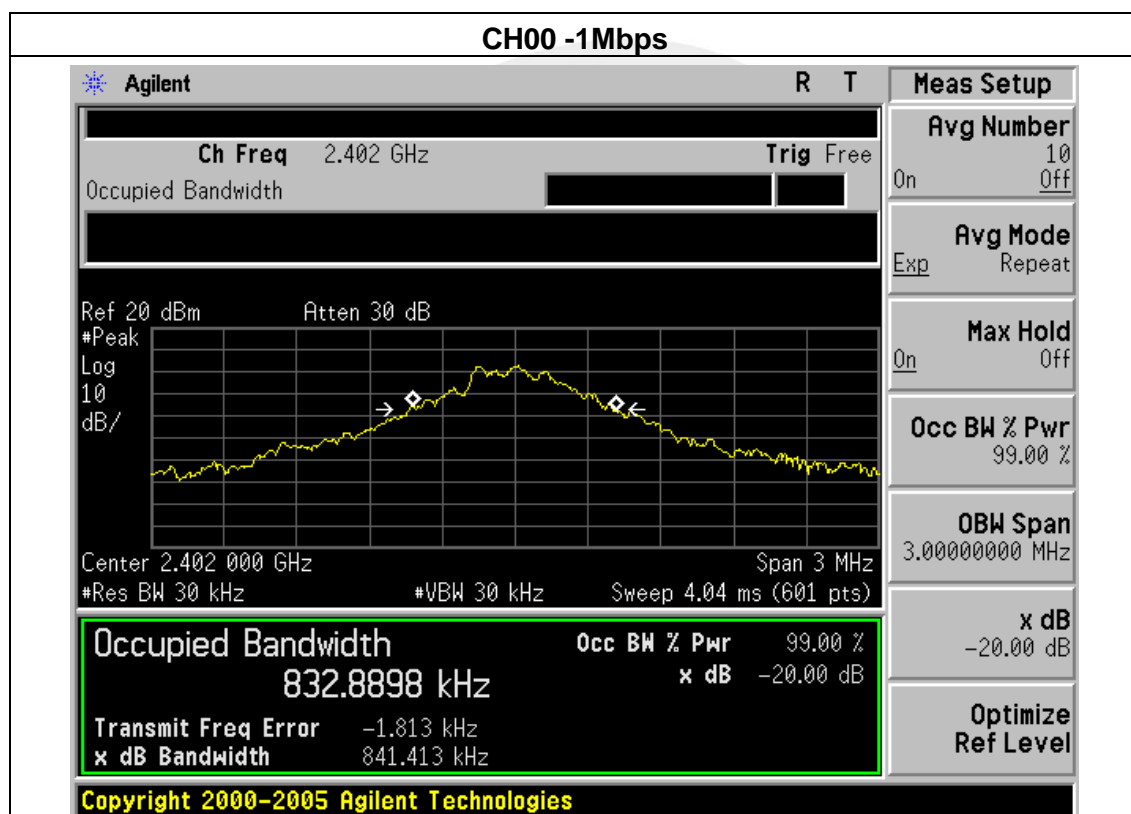 CH00 -1Mbps
Agilent R T
Ch Freq 2.402 GHz Trig Free
Occupied Bandwidth
Ref 20 dBm Atten 30 dB
#Peak
Log
10
dB/
Center 2.402 000 GHz Span 3 MHz
#Res BW 30 kHz #VBW 30 kHz Sweep 4.04 ms (601 pts)
Occupied Bandwidth Occ BW % Pwr 99.00 %
832.8898 kHz x dB -20.00 dB
Transmit Freq Error -1.813 kHz
x dB Bandwidth 841.413 kHz
Copyright 2000-2005 Agilent Technologies
Meas Setup
Avg Number
10
On Off
Avg Mode
Exp Repeat
Max Hold
On Off
Occ BW % Pwr
99.00 %
OBW Span
3.00000000 MHz
x dB
-20.00 dB
Optimize
Ref Level